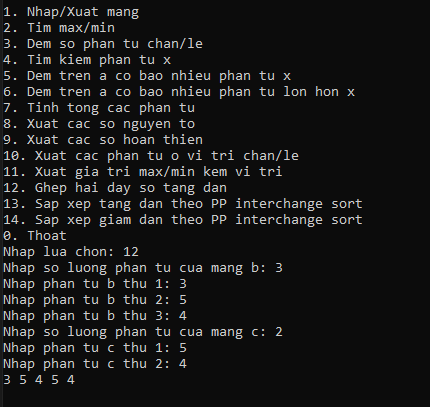 1. Nhap/Xuat mang
2. Tim max/min
3. Dem so phan tu chan/le
4. Tim kiem phan tu x
5. Dem tren a co bao nhieu phan tu x
6. Dem tren a co bao nhieu phan tu lon hon x
7. Tinh tong cac phan tu
8. Xuat cac so nguyen to
9. Xuat cac so hoan thien
10. Xuat cac phan tu o vi tri chan/le
11. Xuat gia tri max/min kem vi tri
12. Ghep hai day so tang dan
13. Sap xep tang dan theo PP interchange sort
14. Sap xep giam dan theo PP interchange sort
0. Thoat
Nhap lua chon: 12
Nhap so luong phan tu cua mang b: 3
Nhap phan tu b thu 1: 3
Nhap phan tu b thu 2: 5
Nhap phan tu b thu 3: 4
Nhap so luong phan tu cua mang c: 2
Nhap phan tu c thu 1: 5
Nhap phan tu c thu 2: 4
3 5 4 5 4